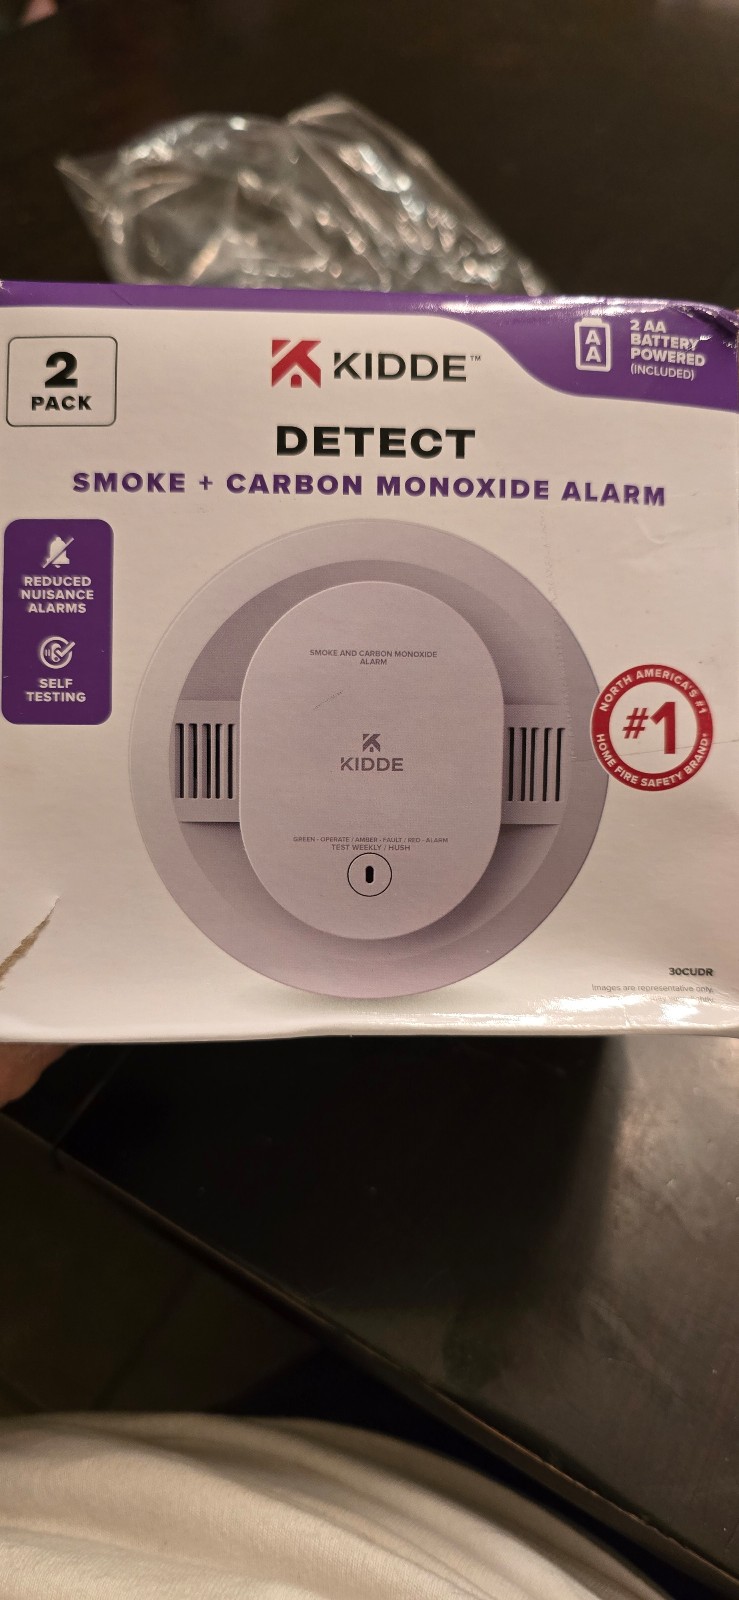 2
PACK
KIDDE™
2 AA
BATTERY
POWERED
(INCLUDED)
A
A
DETECT
SMOKE + CARBON MONOXIDE ALARM
REDUCED
NUISANCE
ALARMS
SELF
TESTING
SMOKE AND CARBON MONOXIDE
ALARM
KIDDE
GREEN - OPERATE / AMBER - FAULT / RED - ALARM
TEST WEEKLY / HUSH
NORTH AMERICA'S #1
#1
HOME FIRE SAFETY BRAND*
30CUDR
Images are representative only.